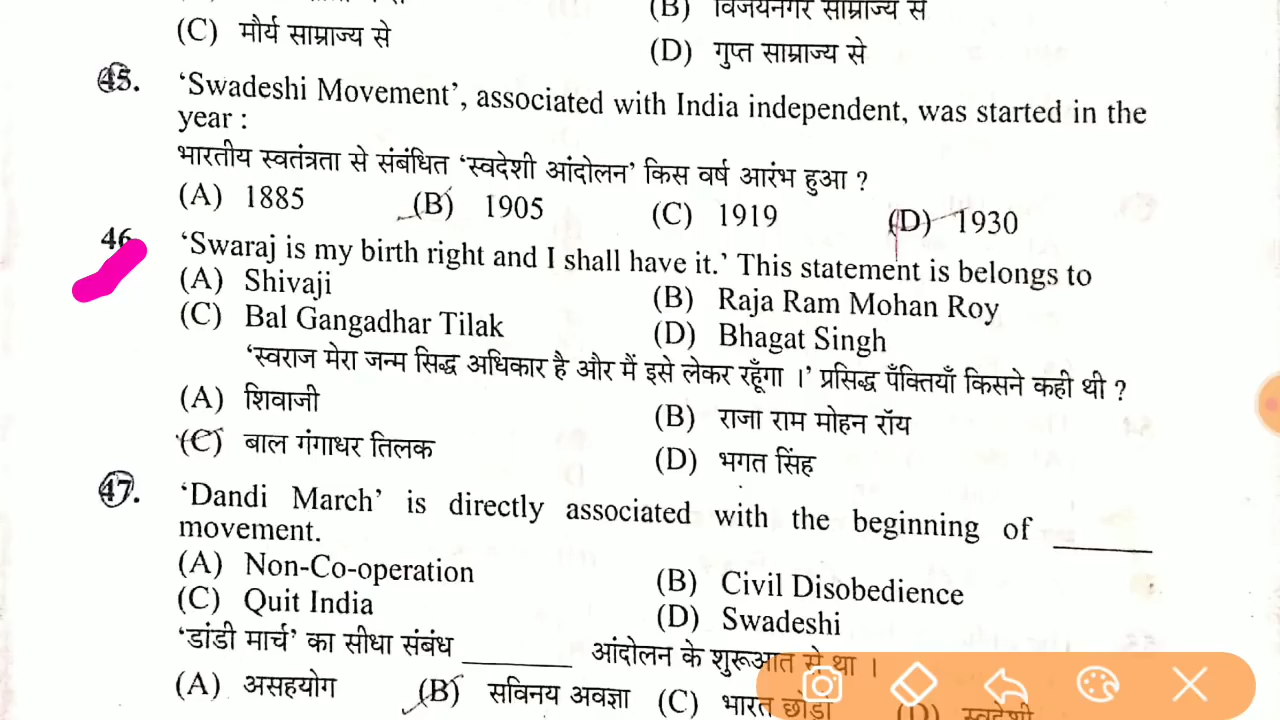 (B) विजयनगर साम्राज्य से
(C) मौर्य साम्राज्य से
(D) गुप्त साम्राज्य से
45. ‘Swadeshi Movement’, associated with India independent, was started in the
year :
भारतीय स्वतंत्रता से संबंधित ‘स्वदेशी आंदोलन’ किस वर्ष आरंभ हुआ ?
(A) 1885 (B) 1905 (C) 1919 (D) 1930
46. ‘Swaraj is my birth right and I shall have it.’ This statement is belongs to
(A) Shivaji (B) Raja Ram Mohan Roy
(C) Bal Gangadhar Tilak (D) Bhagat Singh
‘स्वराज मेरा जन्म सिद्ध अधिकार है और मैं इसे लेकर रहूँगा ।’ प्रसिद्ध पँक्तियाँ किसने कही थी ?
(A) शिवाजी (B) राजा राम मोहन रॉय
(C) बाल गंगाधर तिलक (D) भगत सिंह
47. ‘Dandi March’ is directly associated with the beginning of ______
movement.
(A) Non-Co-operation (B) Civil Disobedience
(C) Quit India (D) Swadeshi
‘डांडी मार्च’ का सीधा संबंध ______ आंदोलन के शुरूआत से था ।
(A) असहयोग (B) सविनय अवज्ञा (C) भारत छोड़ो (D) स्वदेशी